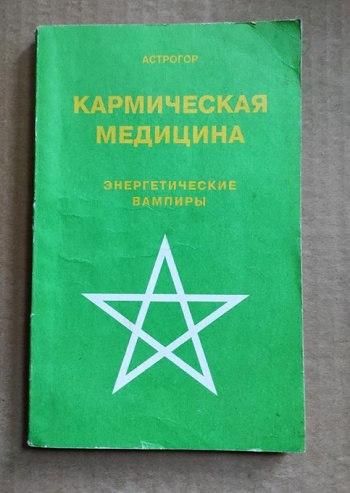 АСТРОГОР
КАРМИЧЕСКАЯ
МЕДИЦИНА
ЭНЕРГЕТИЧЕСКИЕ
ВАМПИРЫ